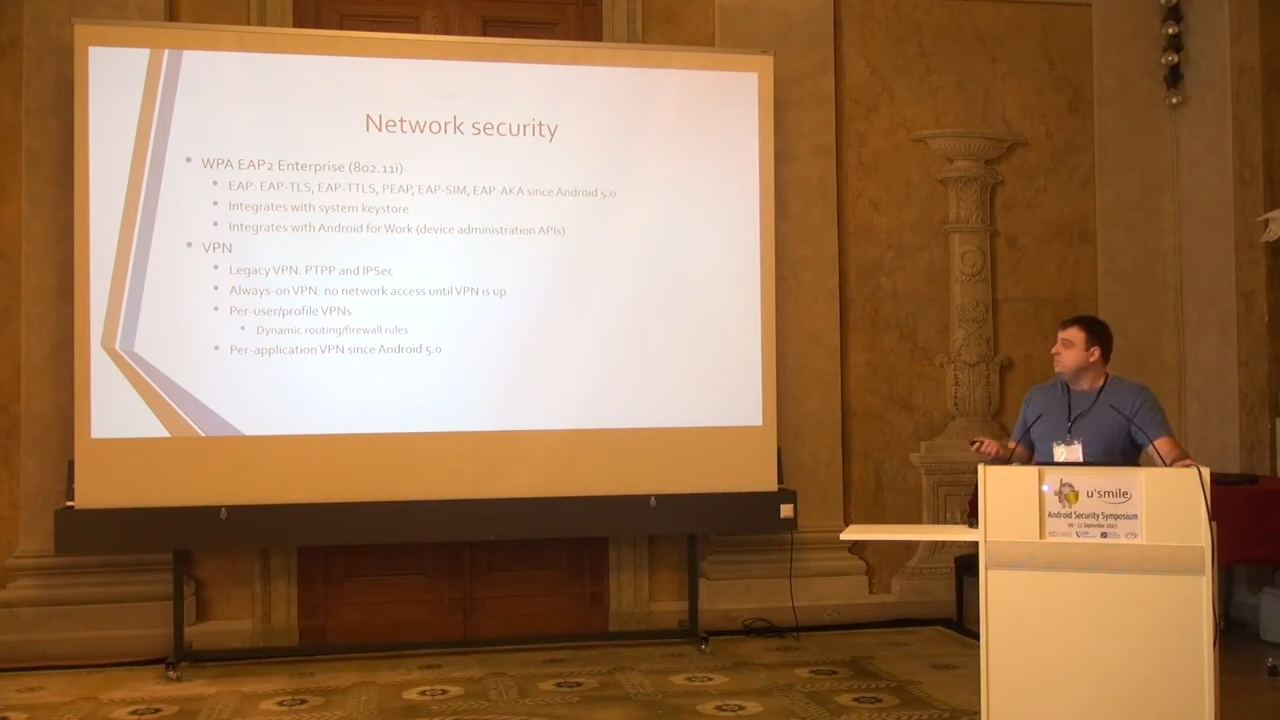 Network security
WPA EAP2 Enterprise (802.11i)
EAP: EAP-TLS, EAP-TTLS, PEAP, EAP-SIM, EAP-AKA since Android 5.0
Integrates with system keystore
Integrates with Android for Work (device administration APIs)
VPN
Legacy VPN: PTPP and IPSec
Always-on VPN: no network access until VPN is up
Per-user/profile VPNs
Dynamic routing/firewall rules
Per-application VPN since Android 5.0
u'smile
Android Security Symposium